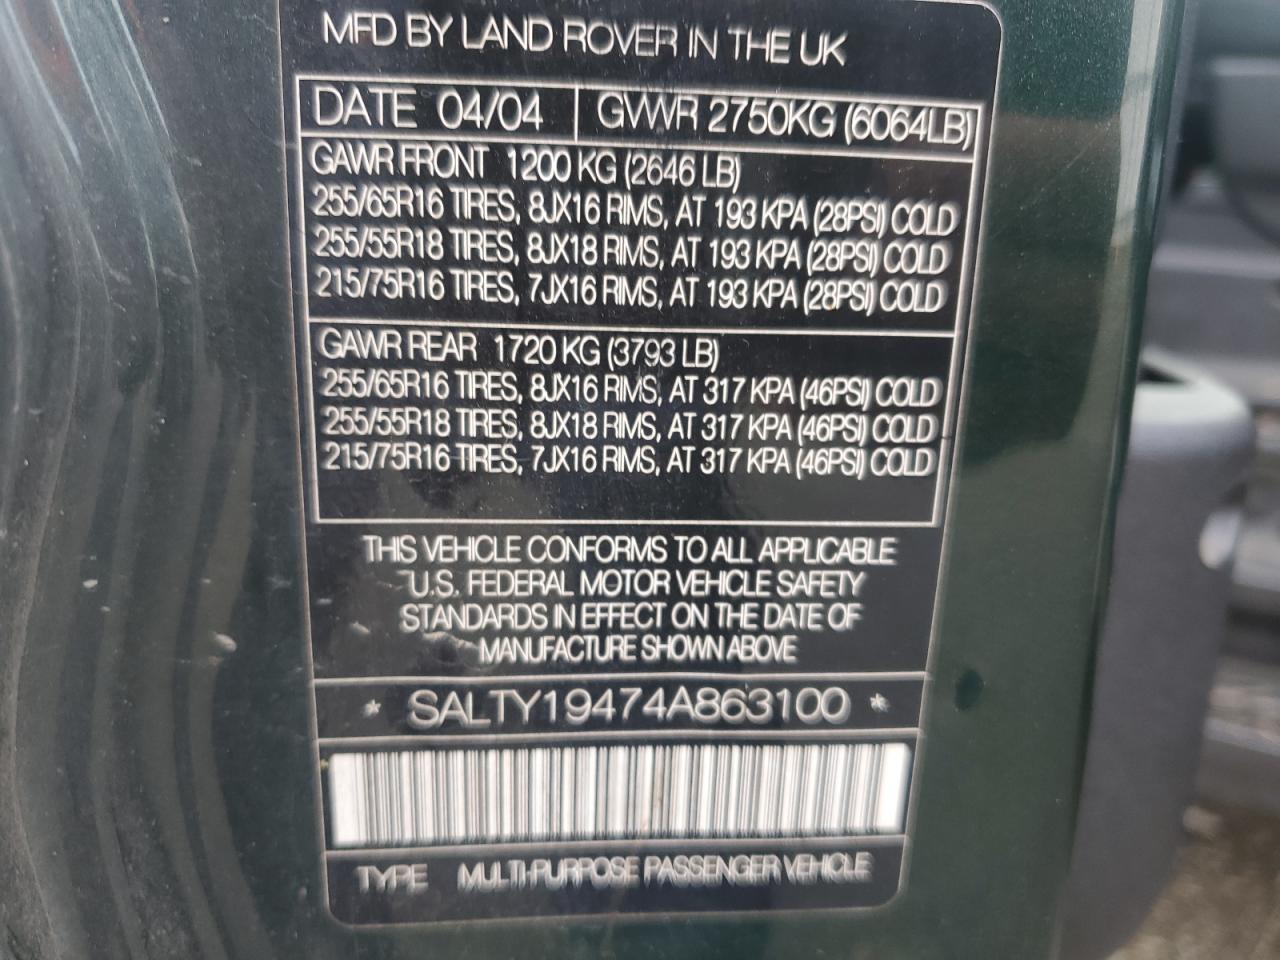 MFD BY LAND ROVER IN THE UK
DATE 04/04 GVWR 2750KG (6064LB)
GAWR FRONT 1200 KG (2646 LB)
255/65R16 TIRES, 8JX16 RIMS, AT 193 KPA (28PSI) COLD
255/55R18 TIRES, 8JX18 RIMS, AT 193 KPA (28PSI) COLD
215/75R16 TIRES, 7JX16 RIMS, AT 193 KPA (28PSI) COLD
GAWR REAR 1720 KG (3793 LB)
255/65R16 TIRES, 8JX16 RIMS, AT 317 KPA (46PSI) COLD
255/55R18 TIRES, 8JX18 RIMS, AT 317 KPA (46PSI) COLD
215/75R16 TIRES, 7JX16 RIMS, AT 317 KPA (46PSI) COLD
THIS VEHICLE CONFORMS TO ALL APPLICABLE
U.S. FEDERAL MOTOR VEHICLE SAFETY
STANDARDS IN EFFECT ON THE DATE OF
MANUFACTURE SHOWN ABOVE
* SALTY19474A863100 *
TYPE MULTI-PURPOSE PASSENGER VEHICLE